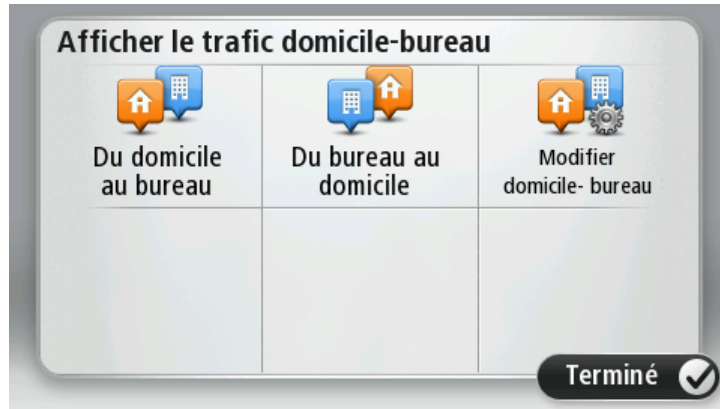 Afficher le trafic domicile-bureau
Du domicile
au bureau
Du bureau au
domicile
Modifier
domicile- bureau
Terminé